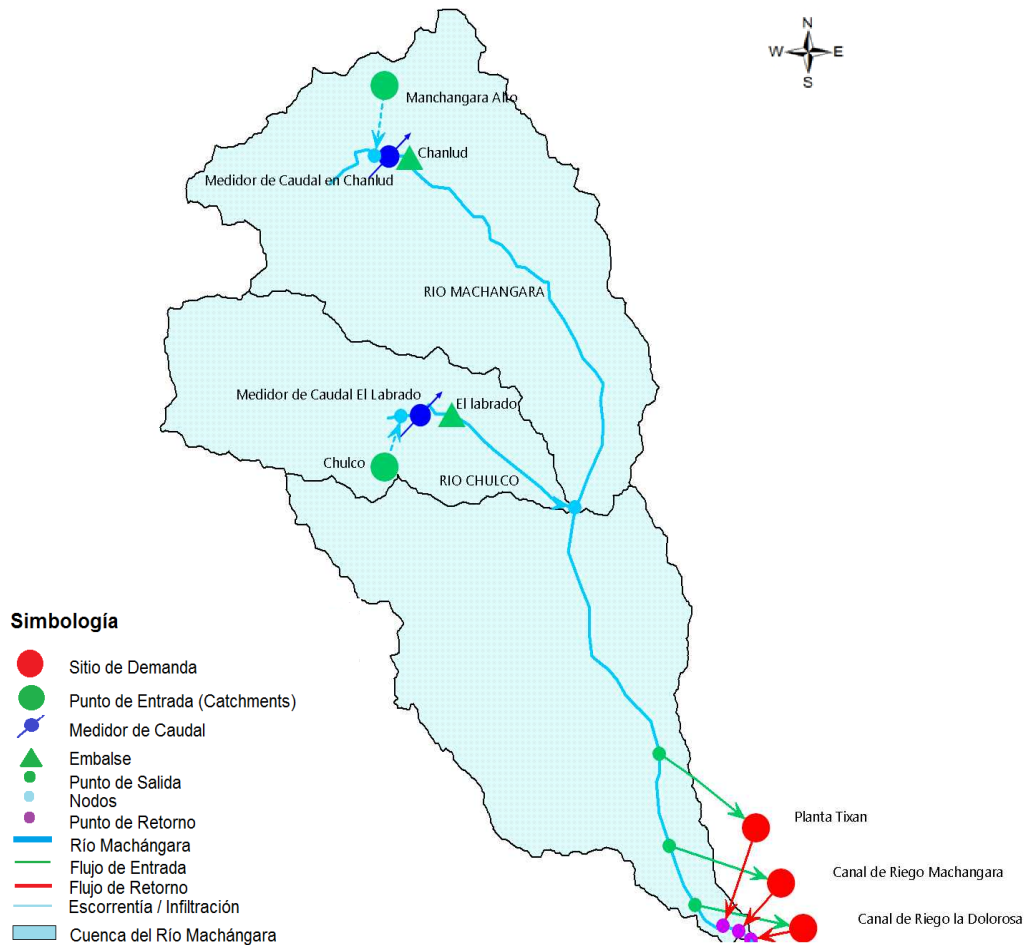 N
W E
S
Manchangara Alto
Chanlud
Medidor de Caudal en Chanlud
RIO MACHANGARA
Medidor de Caudal El Labrado
El labrado
Chulco
RIO CHULCO
Simbología
Sitio de Demanda
Punto de Entrada (Catchments)
Medidor de Caudal
Embalse
Punto de Salida
Nodos
Punto de Retorno
Río Machángara
Flujo de Entrada
Flujo de Retorno
Escorrentía / Infiltración
Cuenca del Río Machángara
Planta Tixan
Canal de Riego Machangara
Canal de Riego la Dolorosa